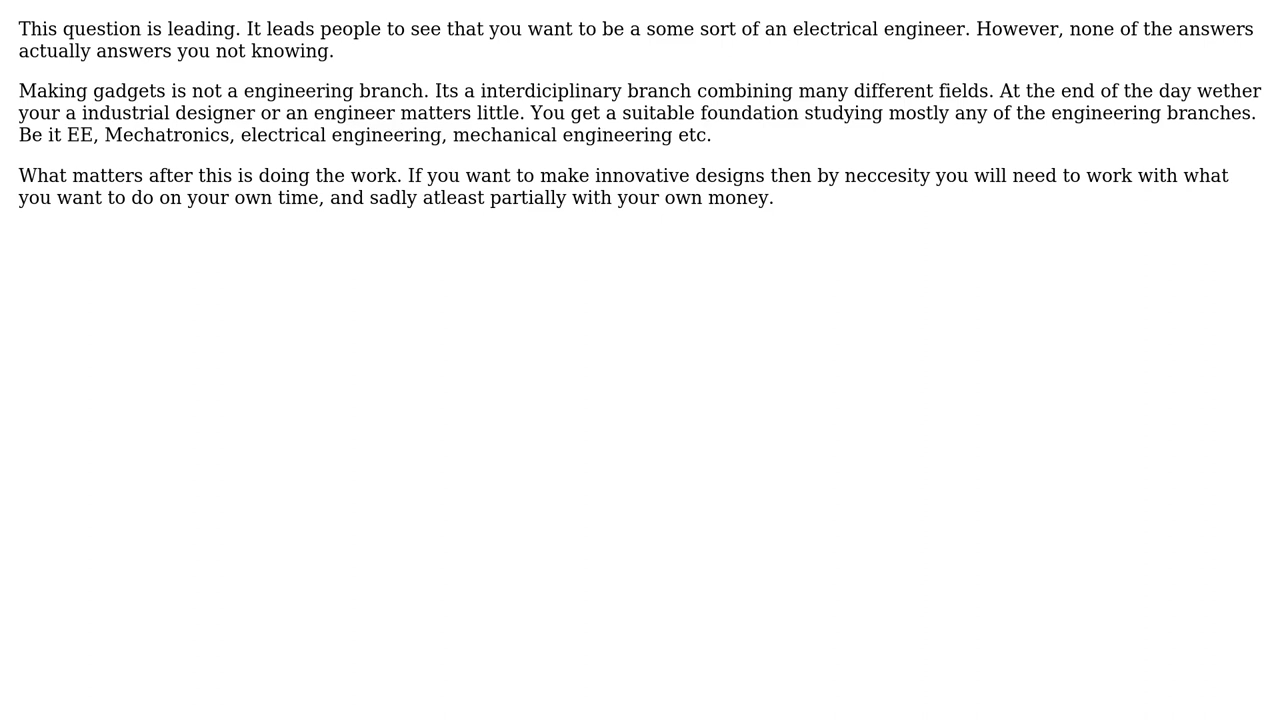 This question is leading. It leads people to see that you want to be a some sort of an electrical engineer. However, none of the answers
actually answers you not knowing.
Making gadgets is not a engineering branch. Its a interdiciplinary branch combining many different fields. At the end of the day wether
your a industrial designer or an engineer matters little. You get a suitable foundation studying mostly any of the engineering branches.
Be it EE, Mechatronics, electrical engineering, mechanical engineering etc.
What matters after this is doing the work. If you want to make innovative designs then by neccesity you will need to work with what
you want to do on your own time, and sadly atleast partially with your own money.